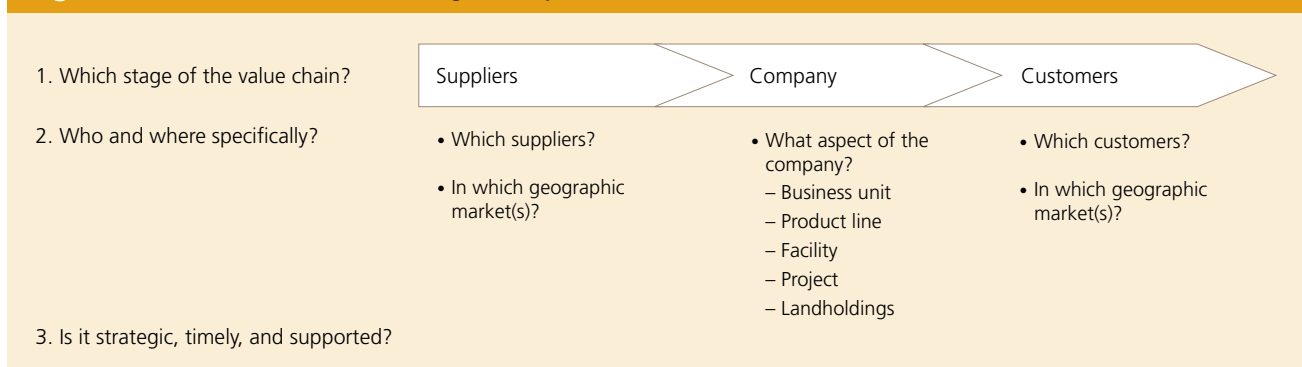 1. Which stage of the value chain?
Suppliers
Company
Customers
2. Who and where specifically?
• Which suppliers?
• In which geographic
market(s)?
• What aspect of the
company?
– Business unit
– Product line
– Facility
– Project
– Landholdings
• Which customers?
• In which geographic
market(s)?
3. Is it strategic, timely, and supported?